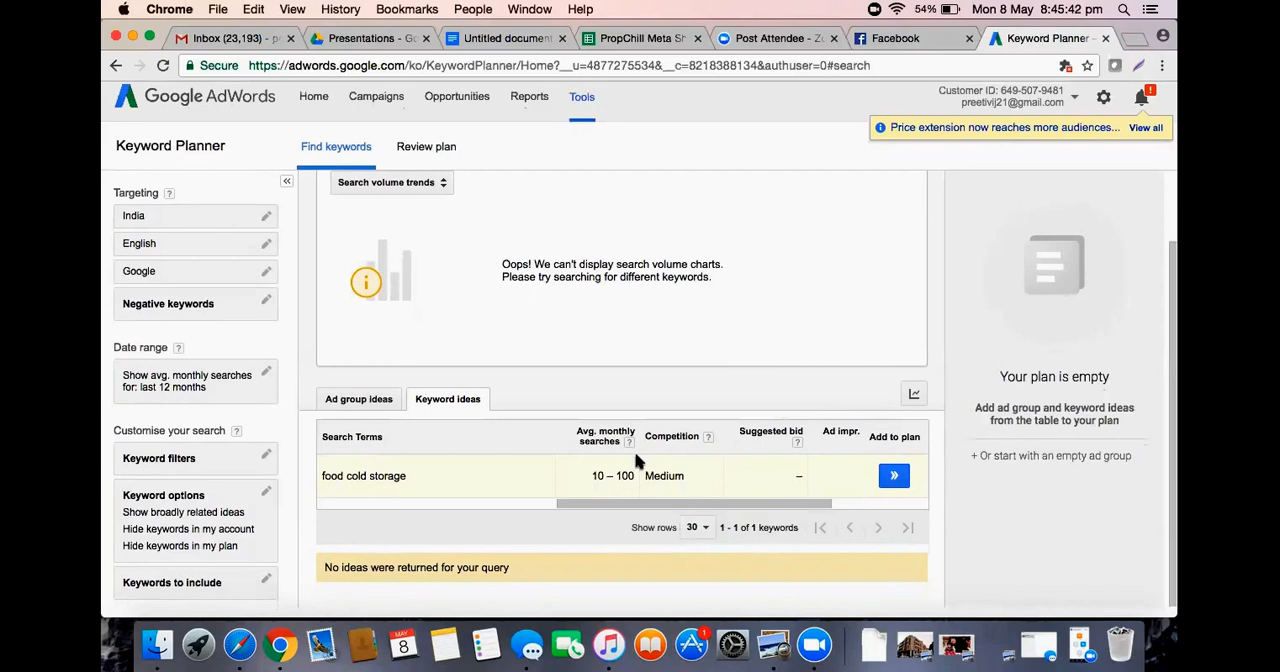 Chrome File Edit View History Bookmarks People Window Help 54% Mon 8 May 8:45:42 pm
Inbox (23,193) - p Presentations - Go Untitled document PropChill Meta Sh Post Attendee - Zo Facebook Keyword Planner –
Secure https://adwords.google.com/ko/KeywordPlanner/Home?__u=4877275534&__c=8218388134&authuser=0#search
Google AdWords Home Campaigns Opportunities Reports Tools
Customer ID: 649-507-9481
preetivij21@gmail.com
!
Price extension now reaches more audiences... View all
Keyword Planner Find keywords Review plan
«
Targeting ?
India
English
Google
Negative keywords
Date range ?
Show avg. monthly searches
for: last 12 months
Customise your search ?
Keyword filters
Keyword options
Show broadly related ideas
Hide keywords in my account
Hide keywords in my plan
Keywords to include
Search volume trends
Oops! We can't display search volume charts.
Please try searching for different keywords.
Ad group ideas Keyword ideas
Search Terms Avg. monthly searches ? Competition ? Suggested bid ? Ad impr. Add to plan
food cold storage 10 – 100 Medium – »
Show rows 30 1 - 1 of 1 keywords
No ideas were returned for your query
Your plan is empty
Add ad group and keyword ideas
from the table to your plan
+ Or start with an empty ad group
MAY
8
1